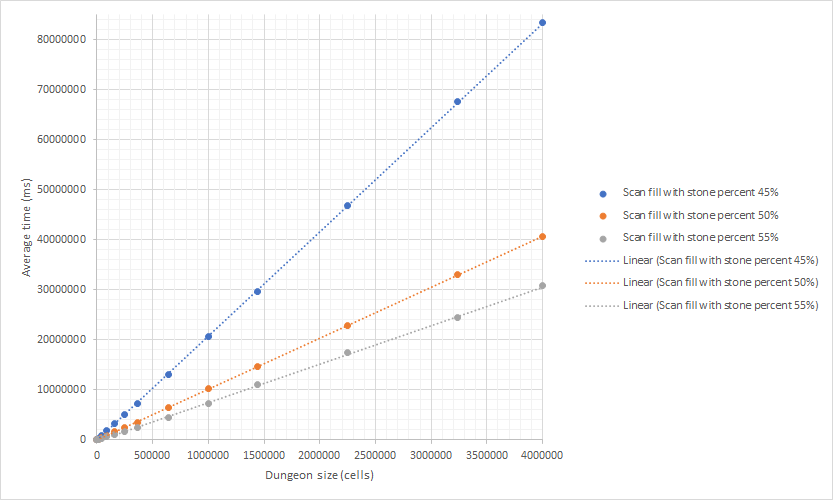 80000000
70000000
60000000
50000000
40000000
30000000
20000000
10000000
0
Average time (ms)
0 500000 1000000 1500000 2000000 2500000 3000000 3500000 4000000
Dungeon size (cells)
Scan fill with stone percent 45%
Scan fill with stone percent 50%
Scan fill with stone percent 55%
Linear (Scan fill with stone percent 45%)
Linear (Scan fill with stone percent 50%)
Linear (Scan fill with stone percent 55%)